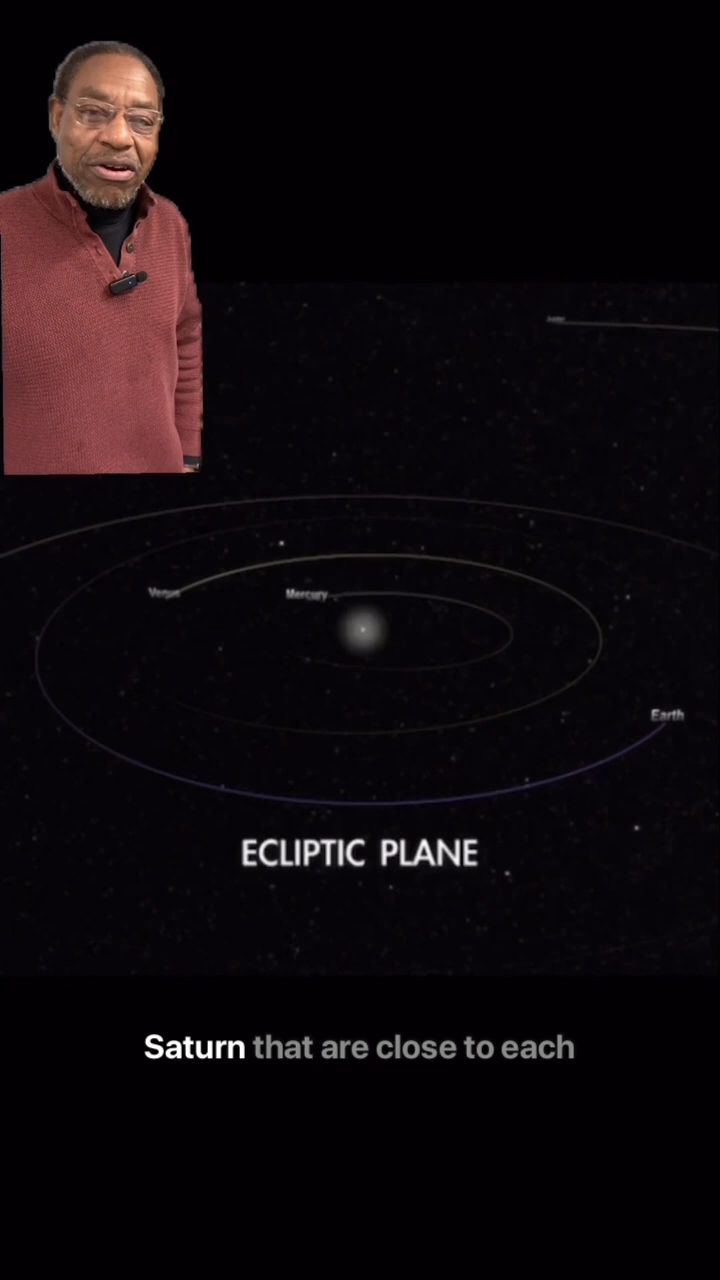 Venus
Mercury
Earth
ECLIPTIC PLANE
Saturn that are close to each